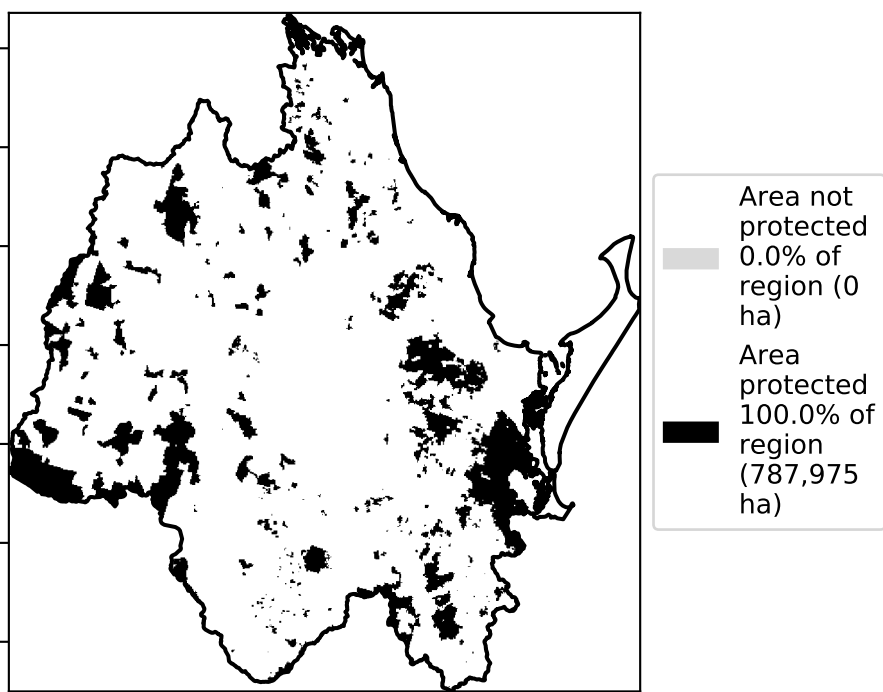 Area not
protected
0.0% of
region (0
ha)
Area
protected
100.0% of
region
(787,975
ha)